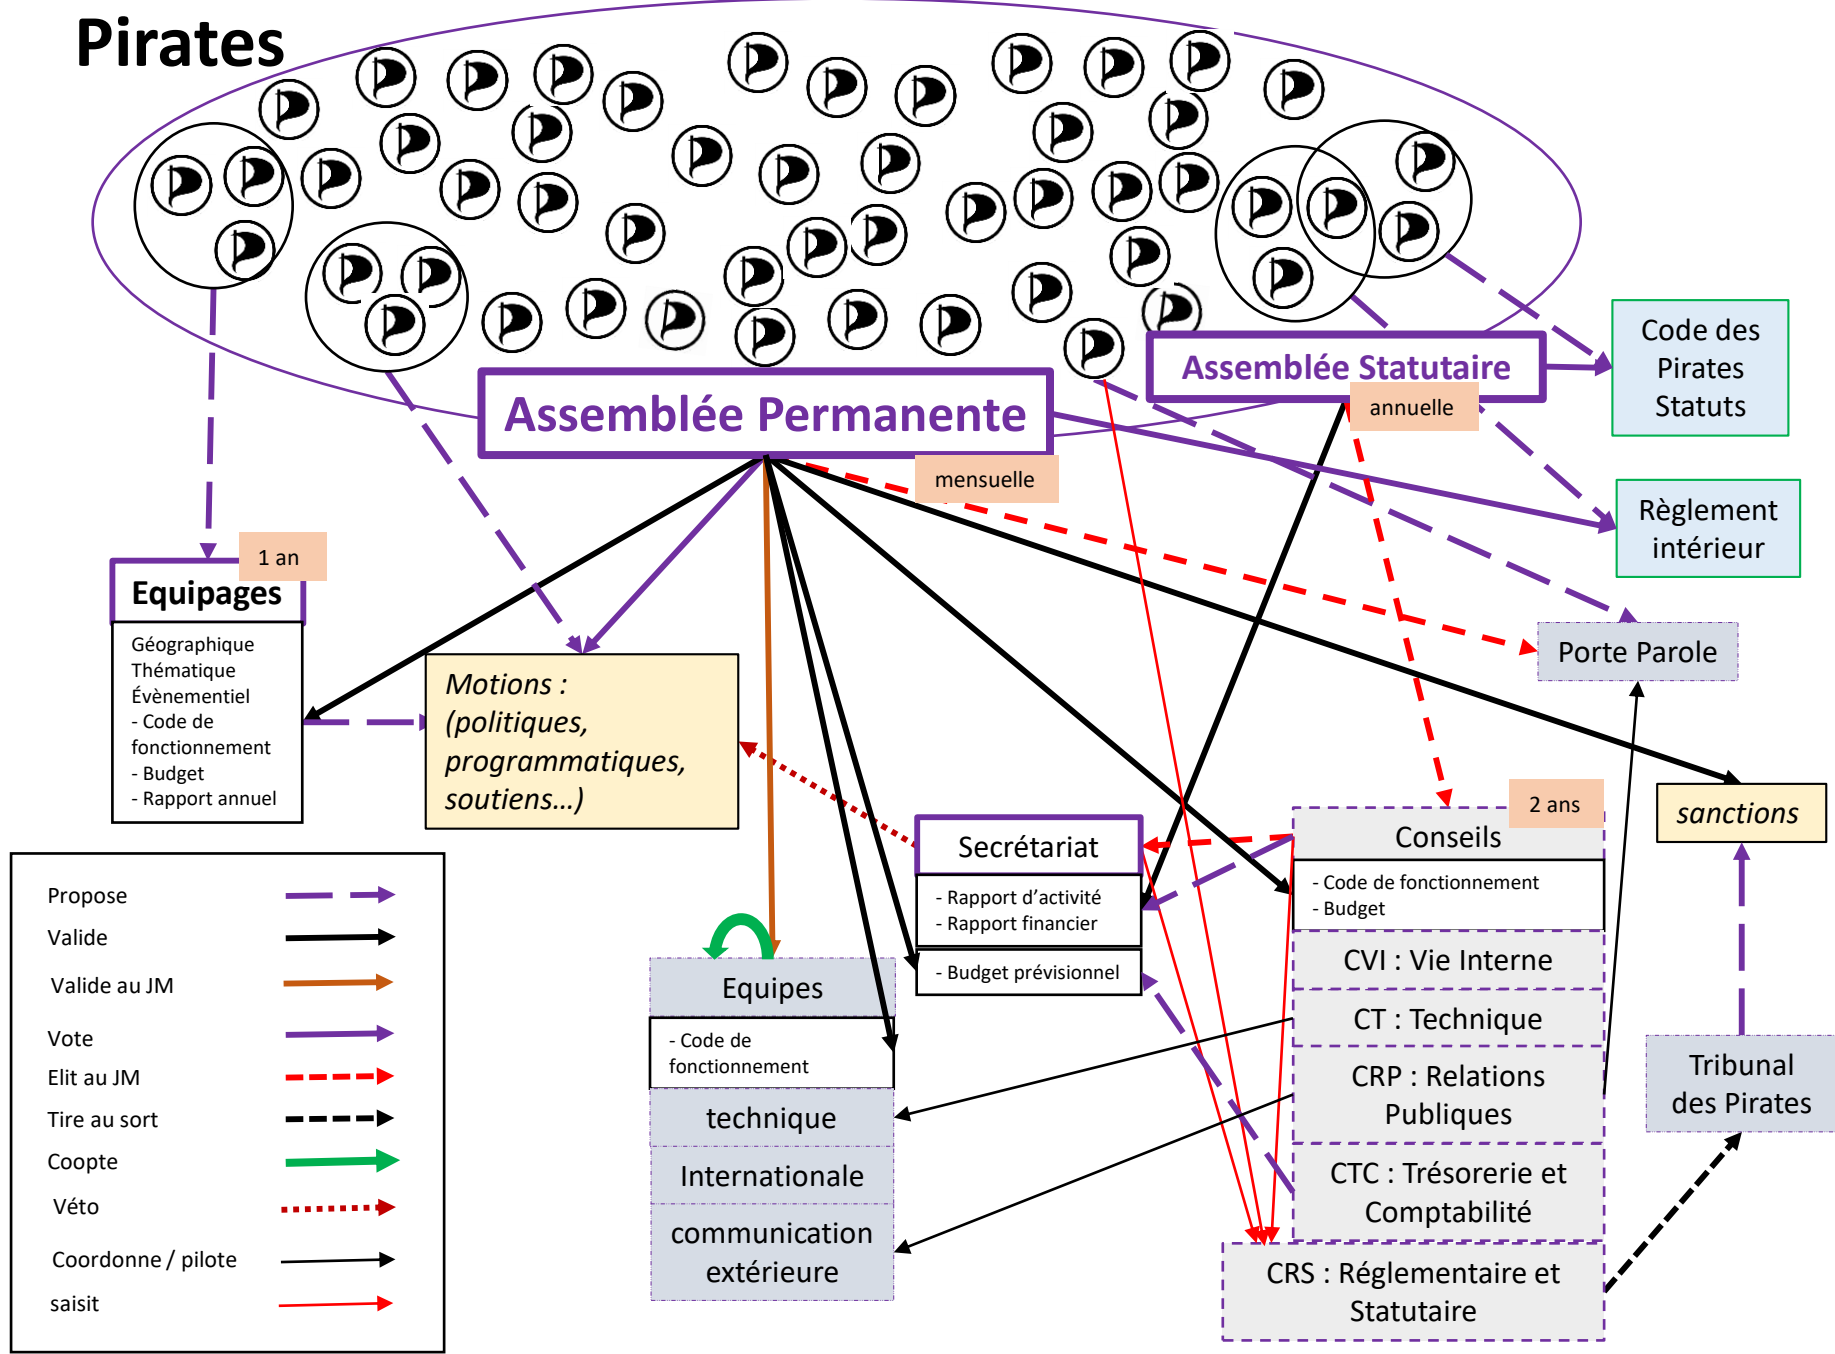 Pirates
Assemblée Statutaire
annuelle
Assemblée Permanente
mensuelle
Code des
Pirates
Statuts
Règlement
intérieur
Porte Parole
1 an
Equipages
Géographique
Thématique
Évènementiel
- Code de
fonctionnement
- Budget
- Rapport annuel
Motions :
(politiques,
programmatiques,
soutiens…)
sanctions
Secrétariat
- Rapport d’activité
- Rapport financier
- Budget prévisionnel
2 ans
Conseils
- Code de fonctionnement
- Budget
CVI : Vie Interne
CT : Technique
CRP : Relations
Publiques
CTC : Trésorerie et
Comptabilité
CRS : Réglementaire et
Statutaire
Tribunal
des Pirates
Equipes
- Code de
fonctionnement
technique
Internationale
communication
extérieure
Propose
Valide
Valide au JM
Vote
Elit au JM
Tire au sort
Coopte
Véto
Coordonne / pilote
saisit